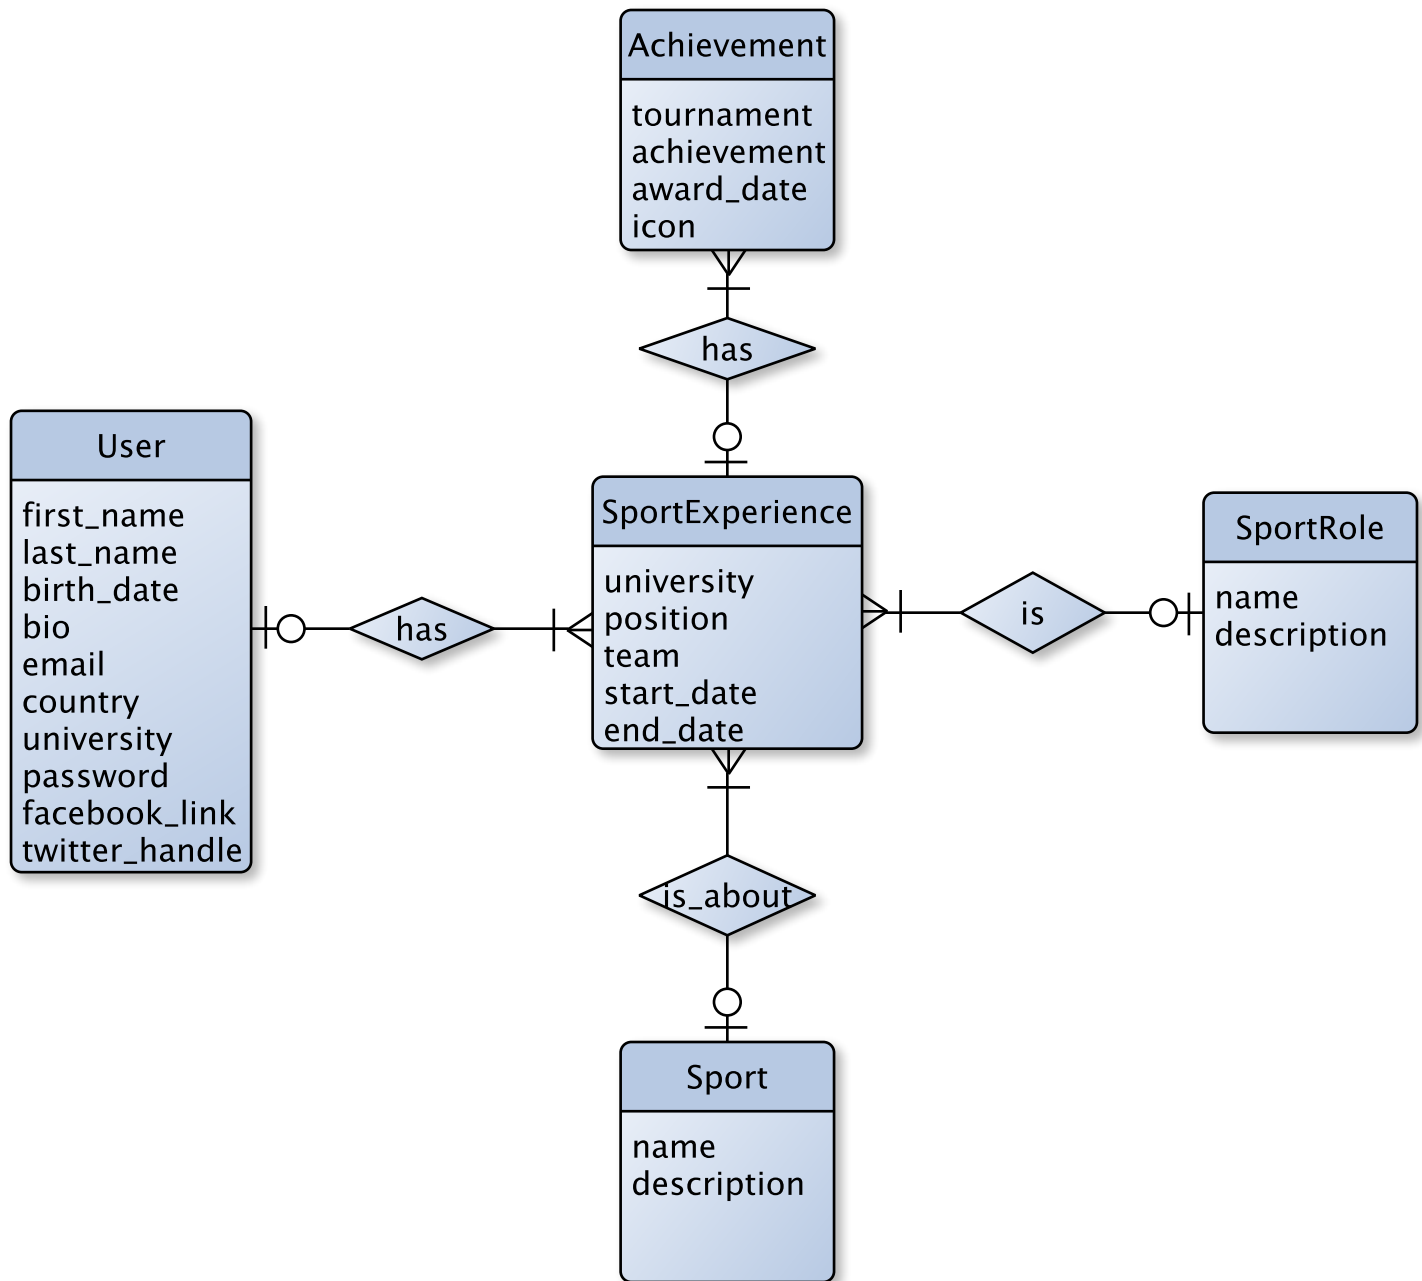 Achievement
tournament
achievement
award_date
icon
has
User
first_name
last_name
birth_date
bio
email
country
university
password
facebook_link
twitter_handle
has
SportExperience
university
position
team
start_date
end_date
is
SportRole
name
description
is_about
Sport
name
description